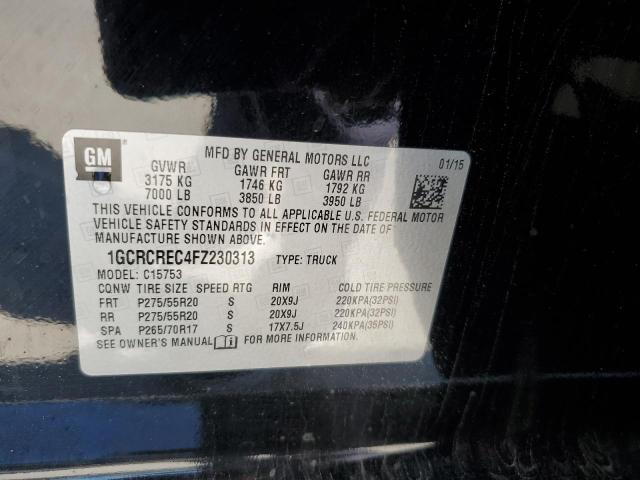 GM
MFD BY GENERAL MOTORS LLC 01/15
GVWR GAWR FRT GAWR RR
3175 KG 1746 KG 1792 KG
7000 LB 3850 LB 3950 LB
THIS VEHICLE CONFORMS TO ALL APPLICABLE U.S. FEDERAL MOTOR
VEHICLE SAFETY STANDARDS IN EFFECT ON THE DATE OF
MANUFACTURE SHOWN ABOVE.
1GCRCREC4FZ230313 TYPE: TRUCK
MODEL: C15753
CQNW TIRE SIZE SPEED RTG RIM COLD TIRE PRESSURE
FRT P275/55R20 S 20X9J 220KPA(32PSI)
RR P275/55R20 S 20X9J 220KPA(32PSI)
SPA P265/70R17 S 17X7.5J 240KPA(35PSI)
SEE OWNER'S MANUAL FOR MORE INFORMATION.